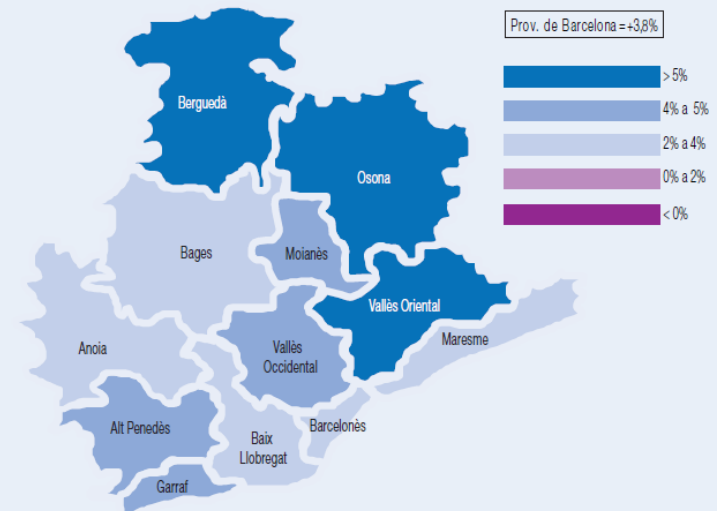 Prov. de Barcelona = +3,8%
> 5%
4% a 5%
2% a 4%
0% a 2%
< 0%
Berguedà
Osona
Bages
Moianès
Vallès Oriental
Maresme
Anoia
Vallès
Occidental
Alt Penedès
Baix
Llobregat
Barcelonès
Garraf